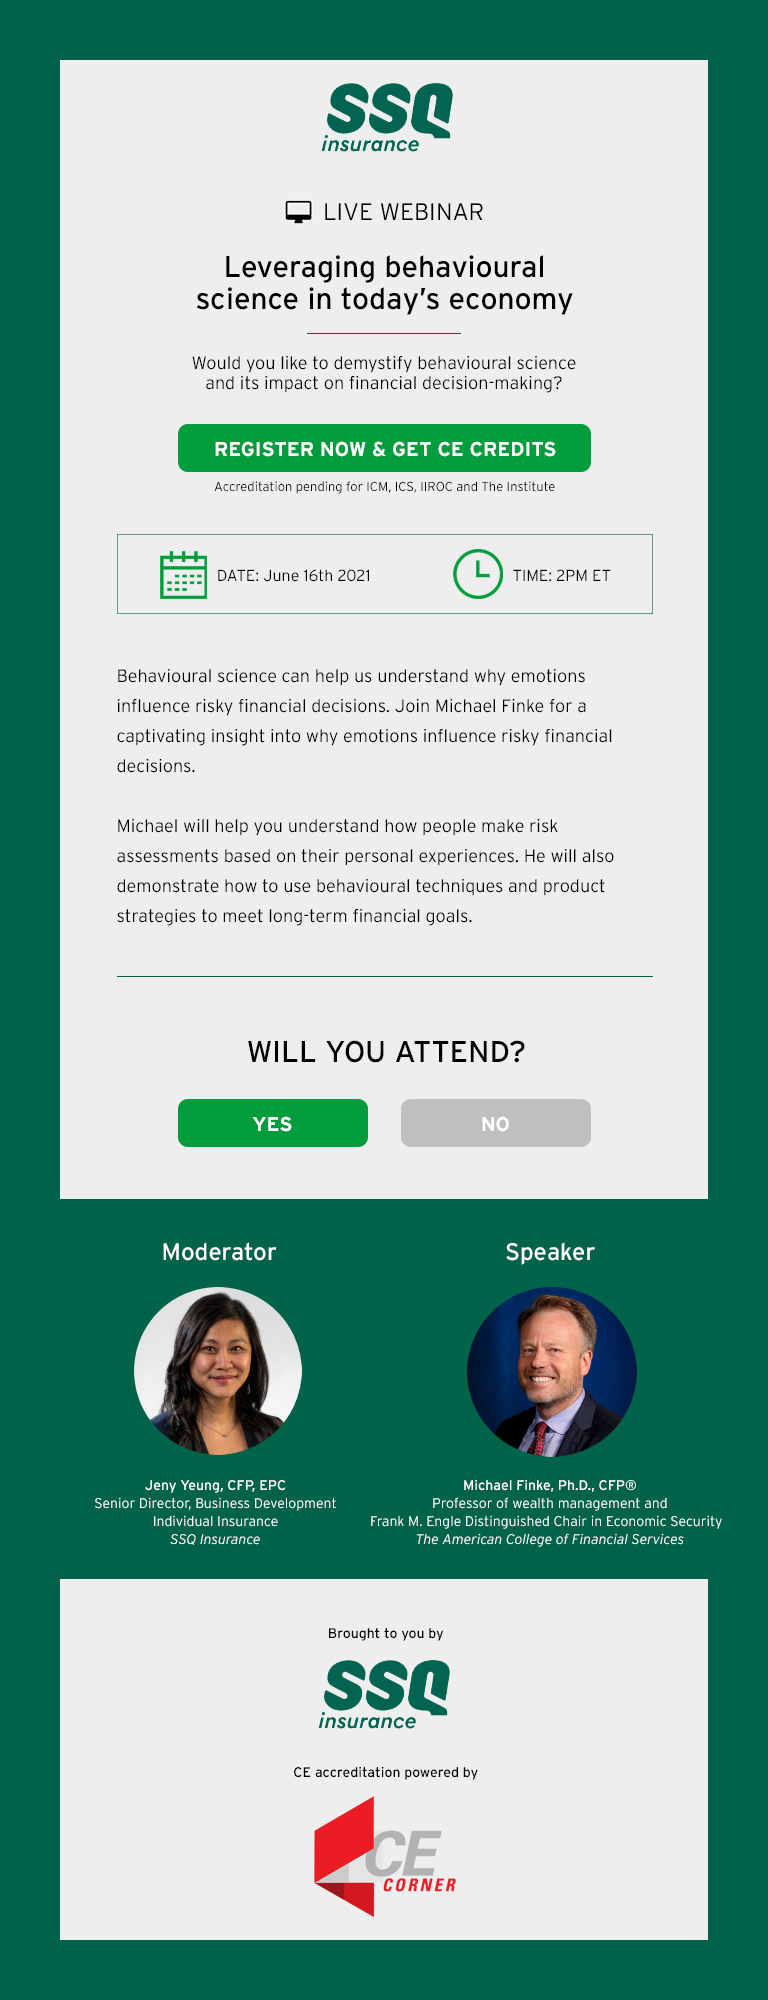 SSQ
insurance
LIVE WEBINAR
Leveraging behavioural
science in today's economy
Would you like to demystify behavioural science
and its impact on financial decision-making?
REGISTER NOW & GET CE CREDITS
Accreditation pending for ICM, ICS, IIROC and The Institute
DATE: June 16th 2021
TIME: 2PM ET
Behavioural science can help us understand why emotions
influence risky financial decisions. Join Michael Finke for a
captivating insight into why emotions influence risky financial
decisions.
Michael will help you understand how people make risk
assessments based on their personal experiences. He will also
demonstrate how to use behavioural techniques and product
strategies to meet long-term financial goals.
WILL YOU ATTEND?
YES
NO
Moderator
Jeny Yeung, CFP, EPC
Senior Director, Business Development
Individual Insurance
SSQ Insurance
Speaker
Michael Finke, Ph.D., CFP®
Professor of wealth management and
Frank M. Engle Distinguished Chair in Economic Security
The American College of Financial Services
Brought to you by
SSQ
insurance
CE accreditation powered by
CE
CORNER